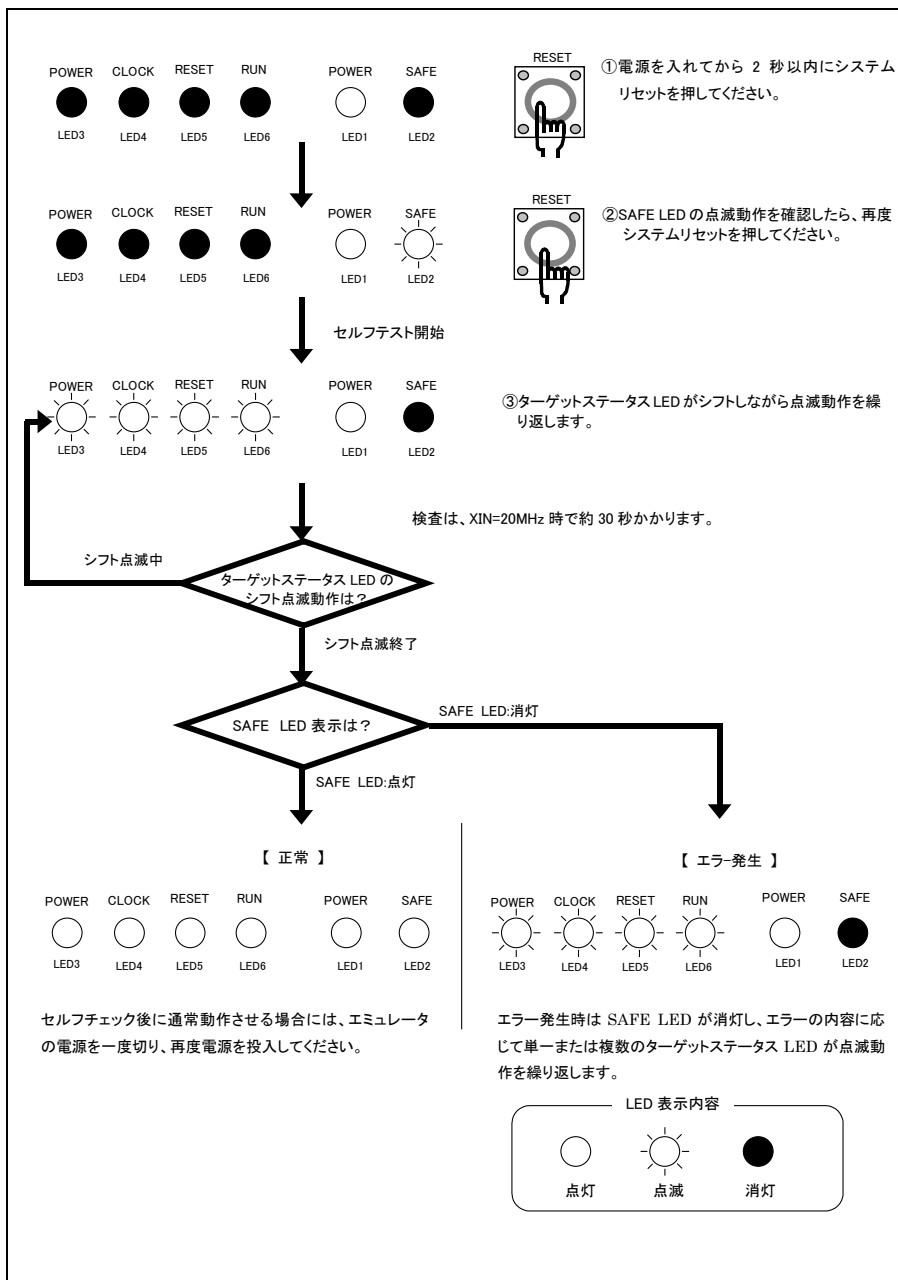 POWER CLOCK RESET RUN POWER SAFE
LED3 LED4 LED5 LED6 LED1 LED2
RESET
①電源を入れてから 2 秒以内にシステム
リセットを押してください。
POWER CLOCK RESET RUN POWER SAFE
LED3 LED4 LED5 LED6 LED1 LED2
RESET
②SAFE LED の点滅動作を確認したら、再度
システムリセットを押してください。
セルフテスト開始
POWER CLOCK RESET RUN POWER SAFE
LED3 LED4 LED5 LED6 LED1 LED2
③ターゲットステータス LED がシフトしながら点滅動作を繰
り返します。
検査は、XIN=20MHz 時で約 30 秒かかります。
シフト点滅中
ターゲットステータス LED の
シフト点滅動作は?
シフト点滅終了
SAFE LED 表示は?
SAFE LED:消灯
SAFE LED:点灯
【 正常 】
POWER CLOCK RESET RUN POWER SAFE
LED3 LED4 LED5 LED6 LED1 LED2
セルフチェック後に通常動作させる場合には、エミュレータ
の電源を一度切り、再度電源を投入してください。
【 エラー発生 】
POWER CLOCK RESET RUN POWER SAFE
LED3 LED4 LED5 LED6 LED1 LED2
エラー発生時は SAFE LED が消灯し、エラーの内容に応
じて単一または複数のターゲットステータス LED が点滅動
作を繰り返します。
LED 表示内容
点灯 点滅 消灯